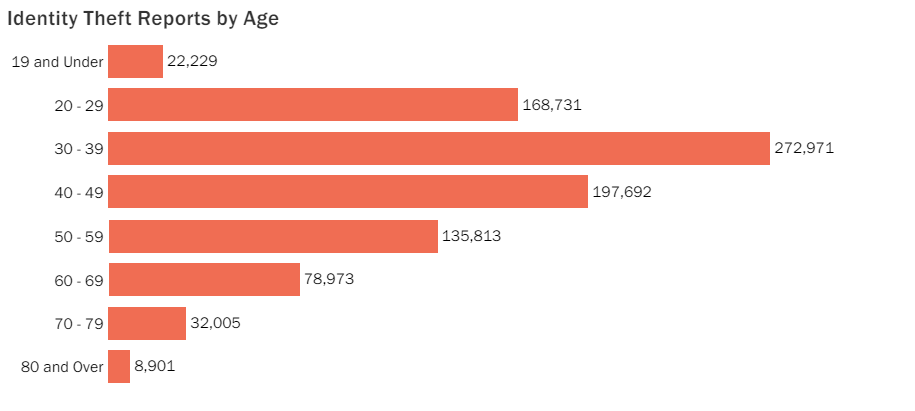 Identity Theft Reports by Age
19 and Under 22,229
20 - 29 168,731
30 - 39 272,971
40 - 49 197,692
50 - 59 135,813
60 - 69 78,973
70 - 79 32,005
80 and Over 8,901